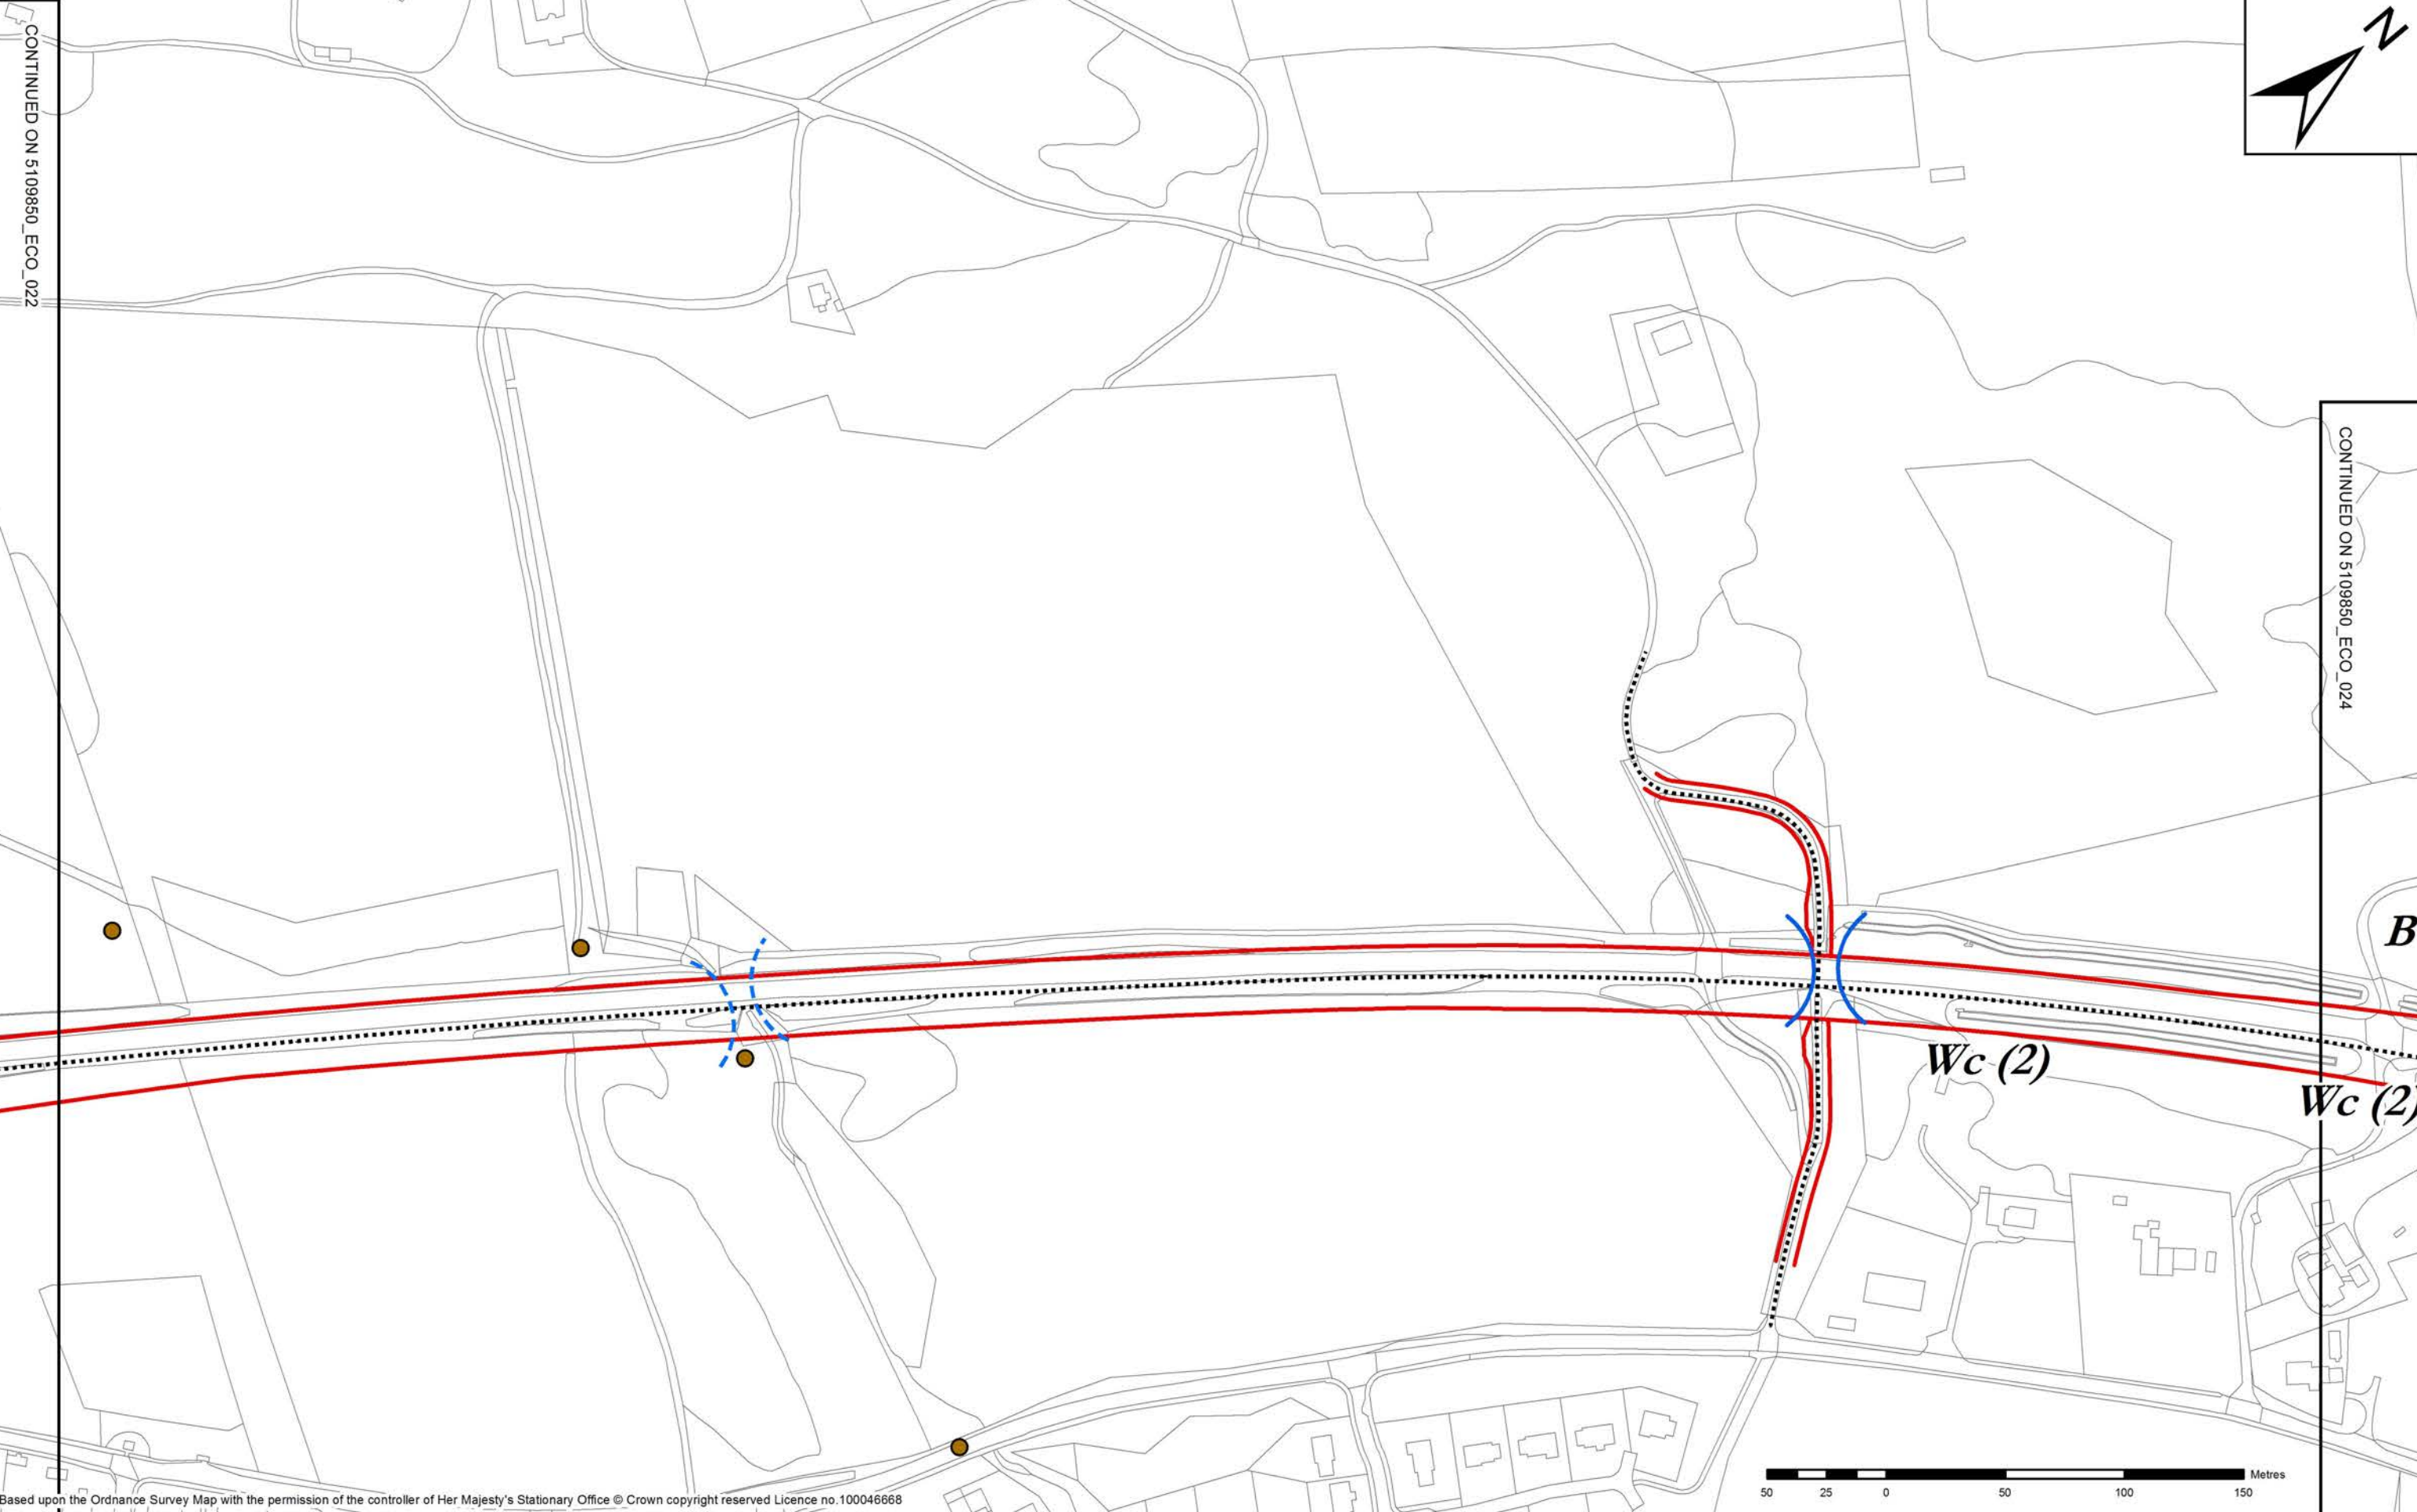 N
CONTINUED ON 5109850_ECO_022
CONTINUED ON 5109850_ECO_024
B
Wc (2)
Wc (2)
Metres
50 25 0 50 100 150
Based upon the Ordnance Survey Map with the permission of the controller of Her Majesty's Stationary Office © Crown copyright reserved Licence no.100046668